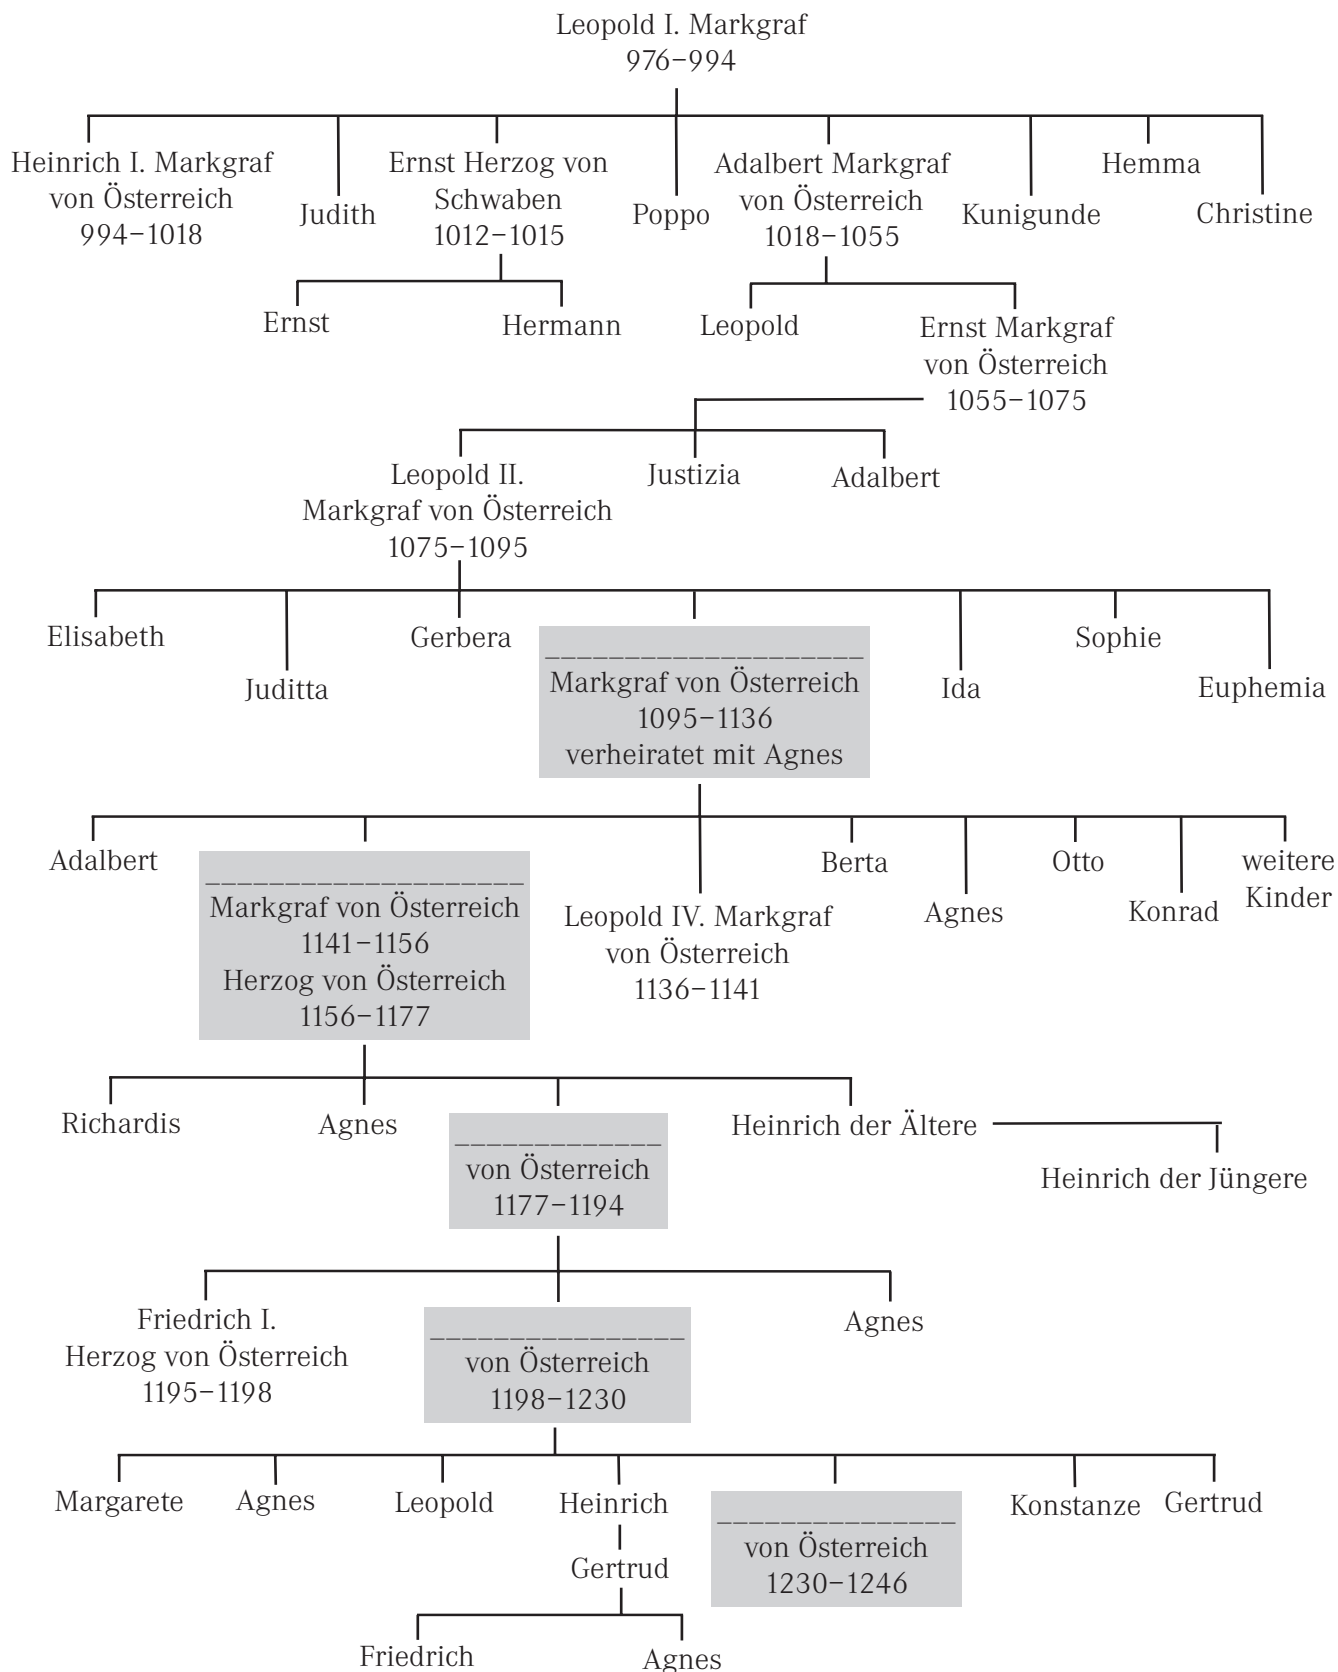 Leopold I. Markgraf
976–994
Heinrich I. Markgraf
von Österreich
994–1018
Judith
Ernst Herzog von
Schwaben
1012–1015
Poppo
Adalbert Markgraf
von Österreich
1018–1055
Kunigunde
Hemma
Christine
Ernst
Hermann
Leopold
Ernst Markgraf
von Österreich
1055–1075
Leopold II.
Markgraf von Österreich
1075–1095
Justizia
Adalbert
Elisabeth
Juditta
Gerbera
____________________
Markgraf von Österreich
1095–1136
verheiratet mit Agnes
Ida
Sophie
Euphemia
Adalbert
____________________
Markgraf von Österreich
1141–1156
Herzog von Österreich
1156–1177
Leopold IV. Markgraf
von Österreich
1136–1141
Berta
Agnes
Otto
Konrad
weitere
Kinder
Richardis
Agnes
_____________
von Österreich
1177–1194
Heinrich der Ältere
Heinrich der Jüngere
Friedrich I.
Herzog von Österreich
1195–1198
________________
von Österreich
1198–1230
Agnes
Margarete
Agnes
Leopold
Heinrich
Gertrud
Friedrich
Agnes
_______________
von Österreich
1230–1246
Konstanze
Gertrud